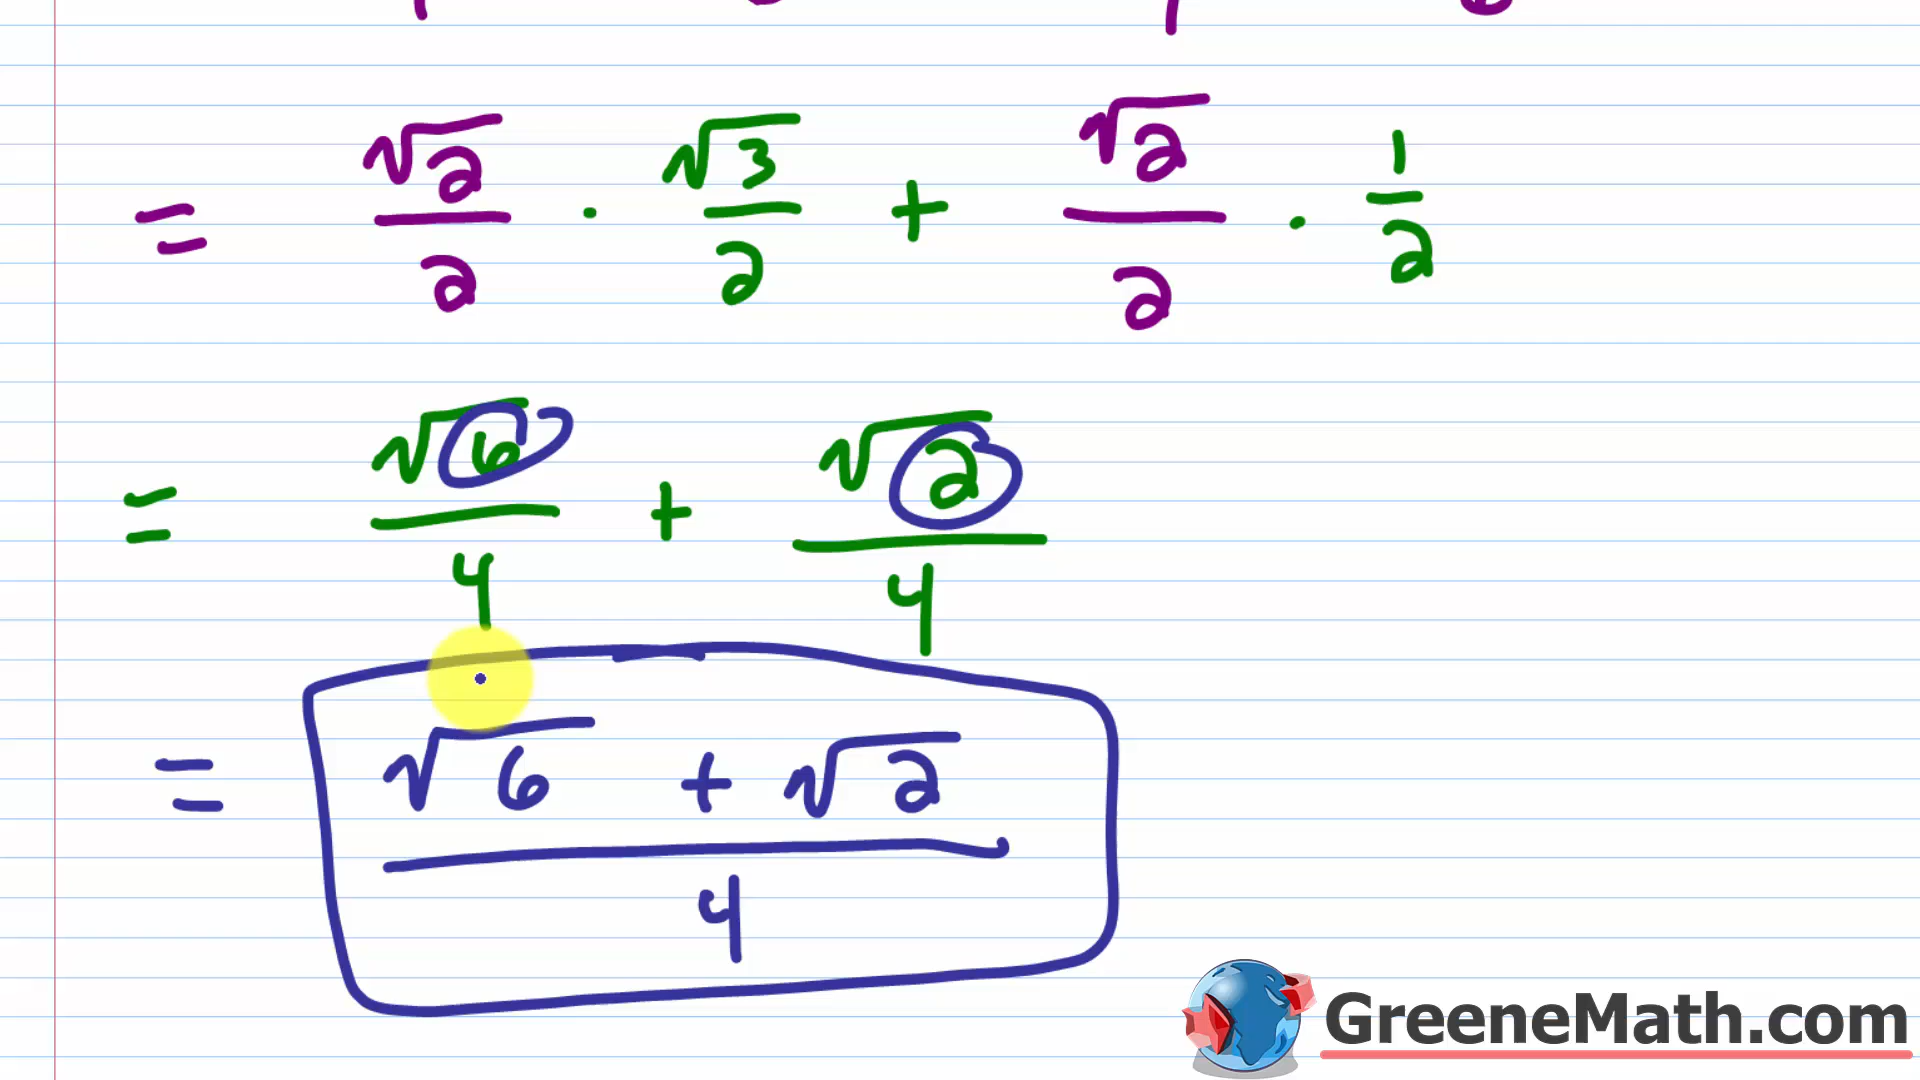 = √2/2 · √3/2 + √2/2 · 1/2
= √6/4 + √2/4
= (√6 + √2)/4
GreeneMath.com